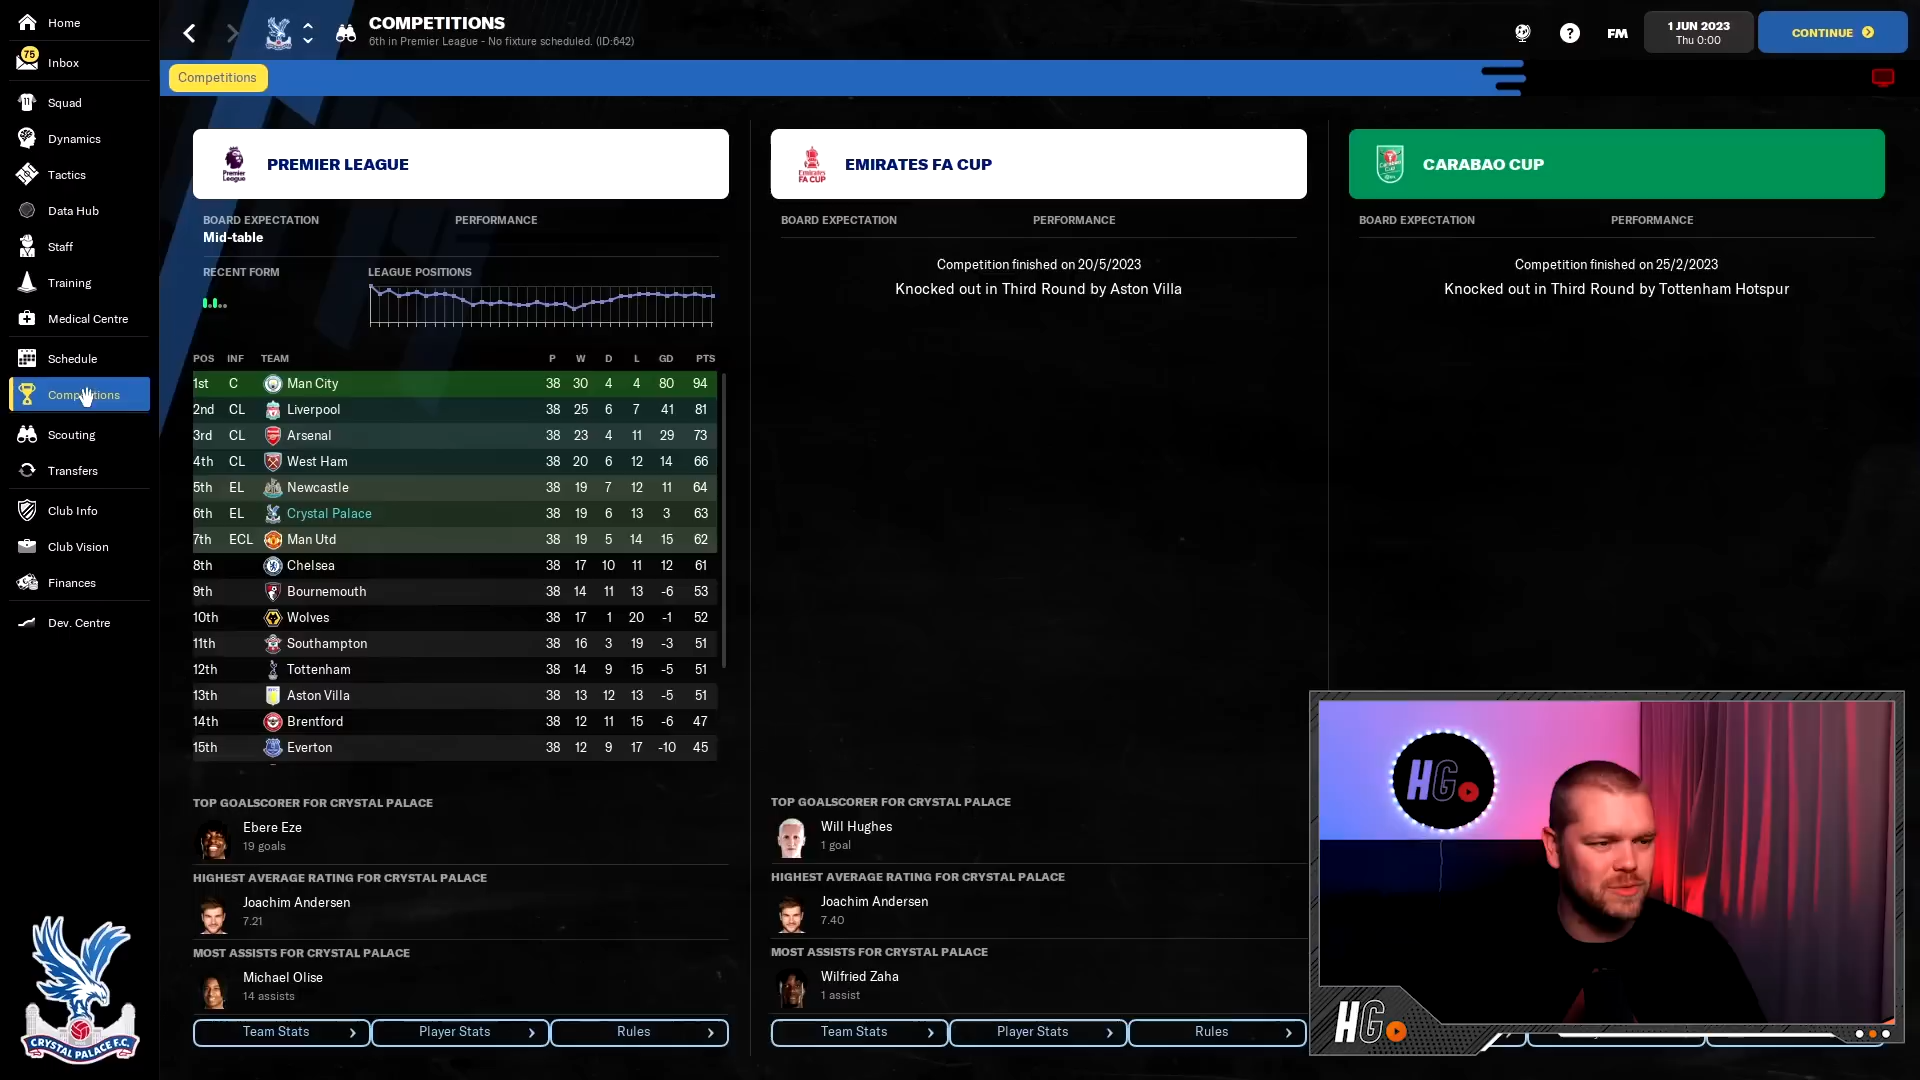 Home
75
Inbox
Squad
Dynamics
Tactics
Data Hub
Staff
Training
Medical Centre
Schedule
Competitions
Scouting
Transfers
Club Info
Club Vision
Finances
Dev. Centre
CRYSTAL PALACE F.C.
COMPETITIONS
6th in Premier League - No fixture scheduled. (ID:642)
?
FM
1 JUN 2023
Thu 0:00
CONTINUE
Competitions
Premier League
PREMIER LEAGUE
BOARD EXPECTATION PERFORMANCE
Mid-table
RECENT FORM LEAGUE POSITIONS
POS INF TEAM P W D L GD PTS
1st C Man City 38 30 4 4 80 94
2nd CL Liverpool 38 25 6 7 41 81
3rd CL Arsenal 38 23 4 11 29 73
4th CL West Ham 38 20 6 12 14 66
5th EL Newcastle 38 19 7 12 11 64
6th EL Crystal Palace 38 19 6 13 3 63
7th ECL Man Utd 38 19 5 14 15 62
8th Chelsea 38 17 10 11 12 61
9th Bournemouth 38 14 11 13 -6 53
10th Wolves 38 17 1 20 -1 52
11th Southampton 38 16 3 19 -3 51
12th Tottenham 38 14 9 15 -5 51
13th Aston Villa 38 13 12 13 -5 51
14th Brentford 38 12 11 15 -6 47
15th Everton 38 12 9 17 -10 45
TOP GOALSCORER FOR CRYSTAL PALACE
Ebere Eze
19 goals
HIGHEST AVERAGE RATING FOR CRYSTAL PALACE
Joachim Andersen
7.21
MOST ASSISTS FOR CRYSTAL PALACE
Michael Olise
14 assists
Team Stats Player Stats Rules
Emirates
FA CUP
EMIRATES FA CUP
BOARD EXPECTATION PERFORMANCE
Competition finished on 20/5/2023
Knocked out in Third Round by Aston Villa
TOP GOALSCORER FOR CRYSTAL PALACE
Will Hughes
1 goal
HIGHEST AVERAGE RATING FOR CRYSTAL PALACE
Joachim Andersen
7.40
MOST ASSISTS FOR CRYSTAL PALACE
Wilfried Zaha
1 assist
Team Stats Player Stats Rules
CARABAO CUP
BOARD EXPECTATION PERFORMANCE
Competition finished on 25/2/2023
Knocked out in Third Round by Tottenham Hotspur
HG
HG